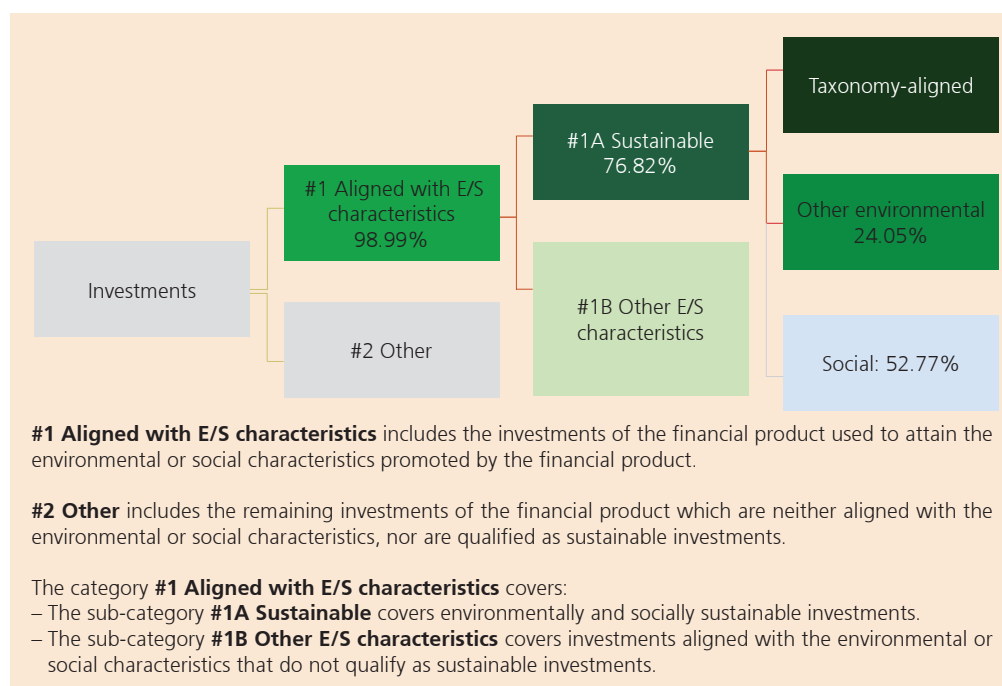 Taxonomy-aligned
#1A Sustainable
76.82%
#1 Aligned with E/S
characteristics
98.99%
Other environmental
24.05%
Investments
#1B Other E/S
characteristics
#2 Other
Social: 52.77%
#1 Aligned with E/S characteristics includes the investments of the financial product used to attain the
environmental or social characteristics promoted by the financial product.
#2 Other includes the remaining investments of the financial product which are neither aligned with the
environmental or social characteristics, nor are qualified as sustainable investments.
The category #1 Aligned with E/S characteristics covers:
– The sub-category #1A Sustainable covers environmentally and socially sustainable investments.
– The sub-category #1B Other E/S characteristics covers investments aligned with the environmental or
social characteristics that do not qualify as sustainable investments.